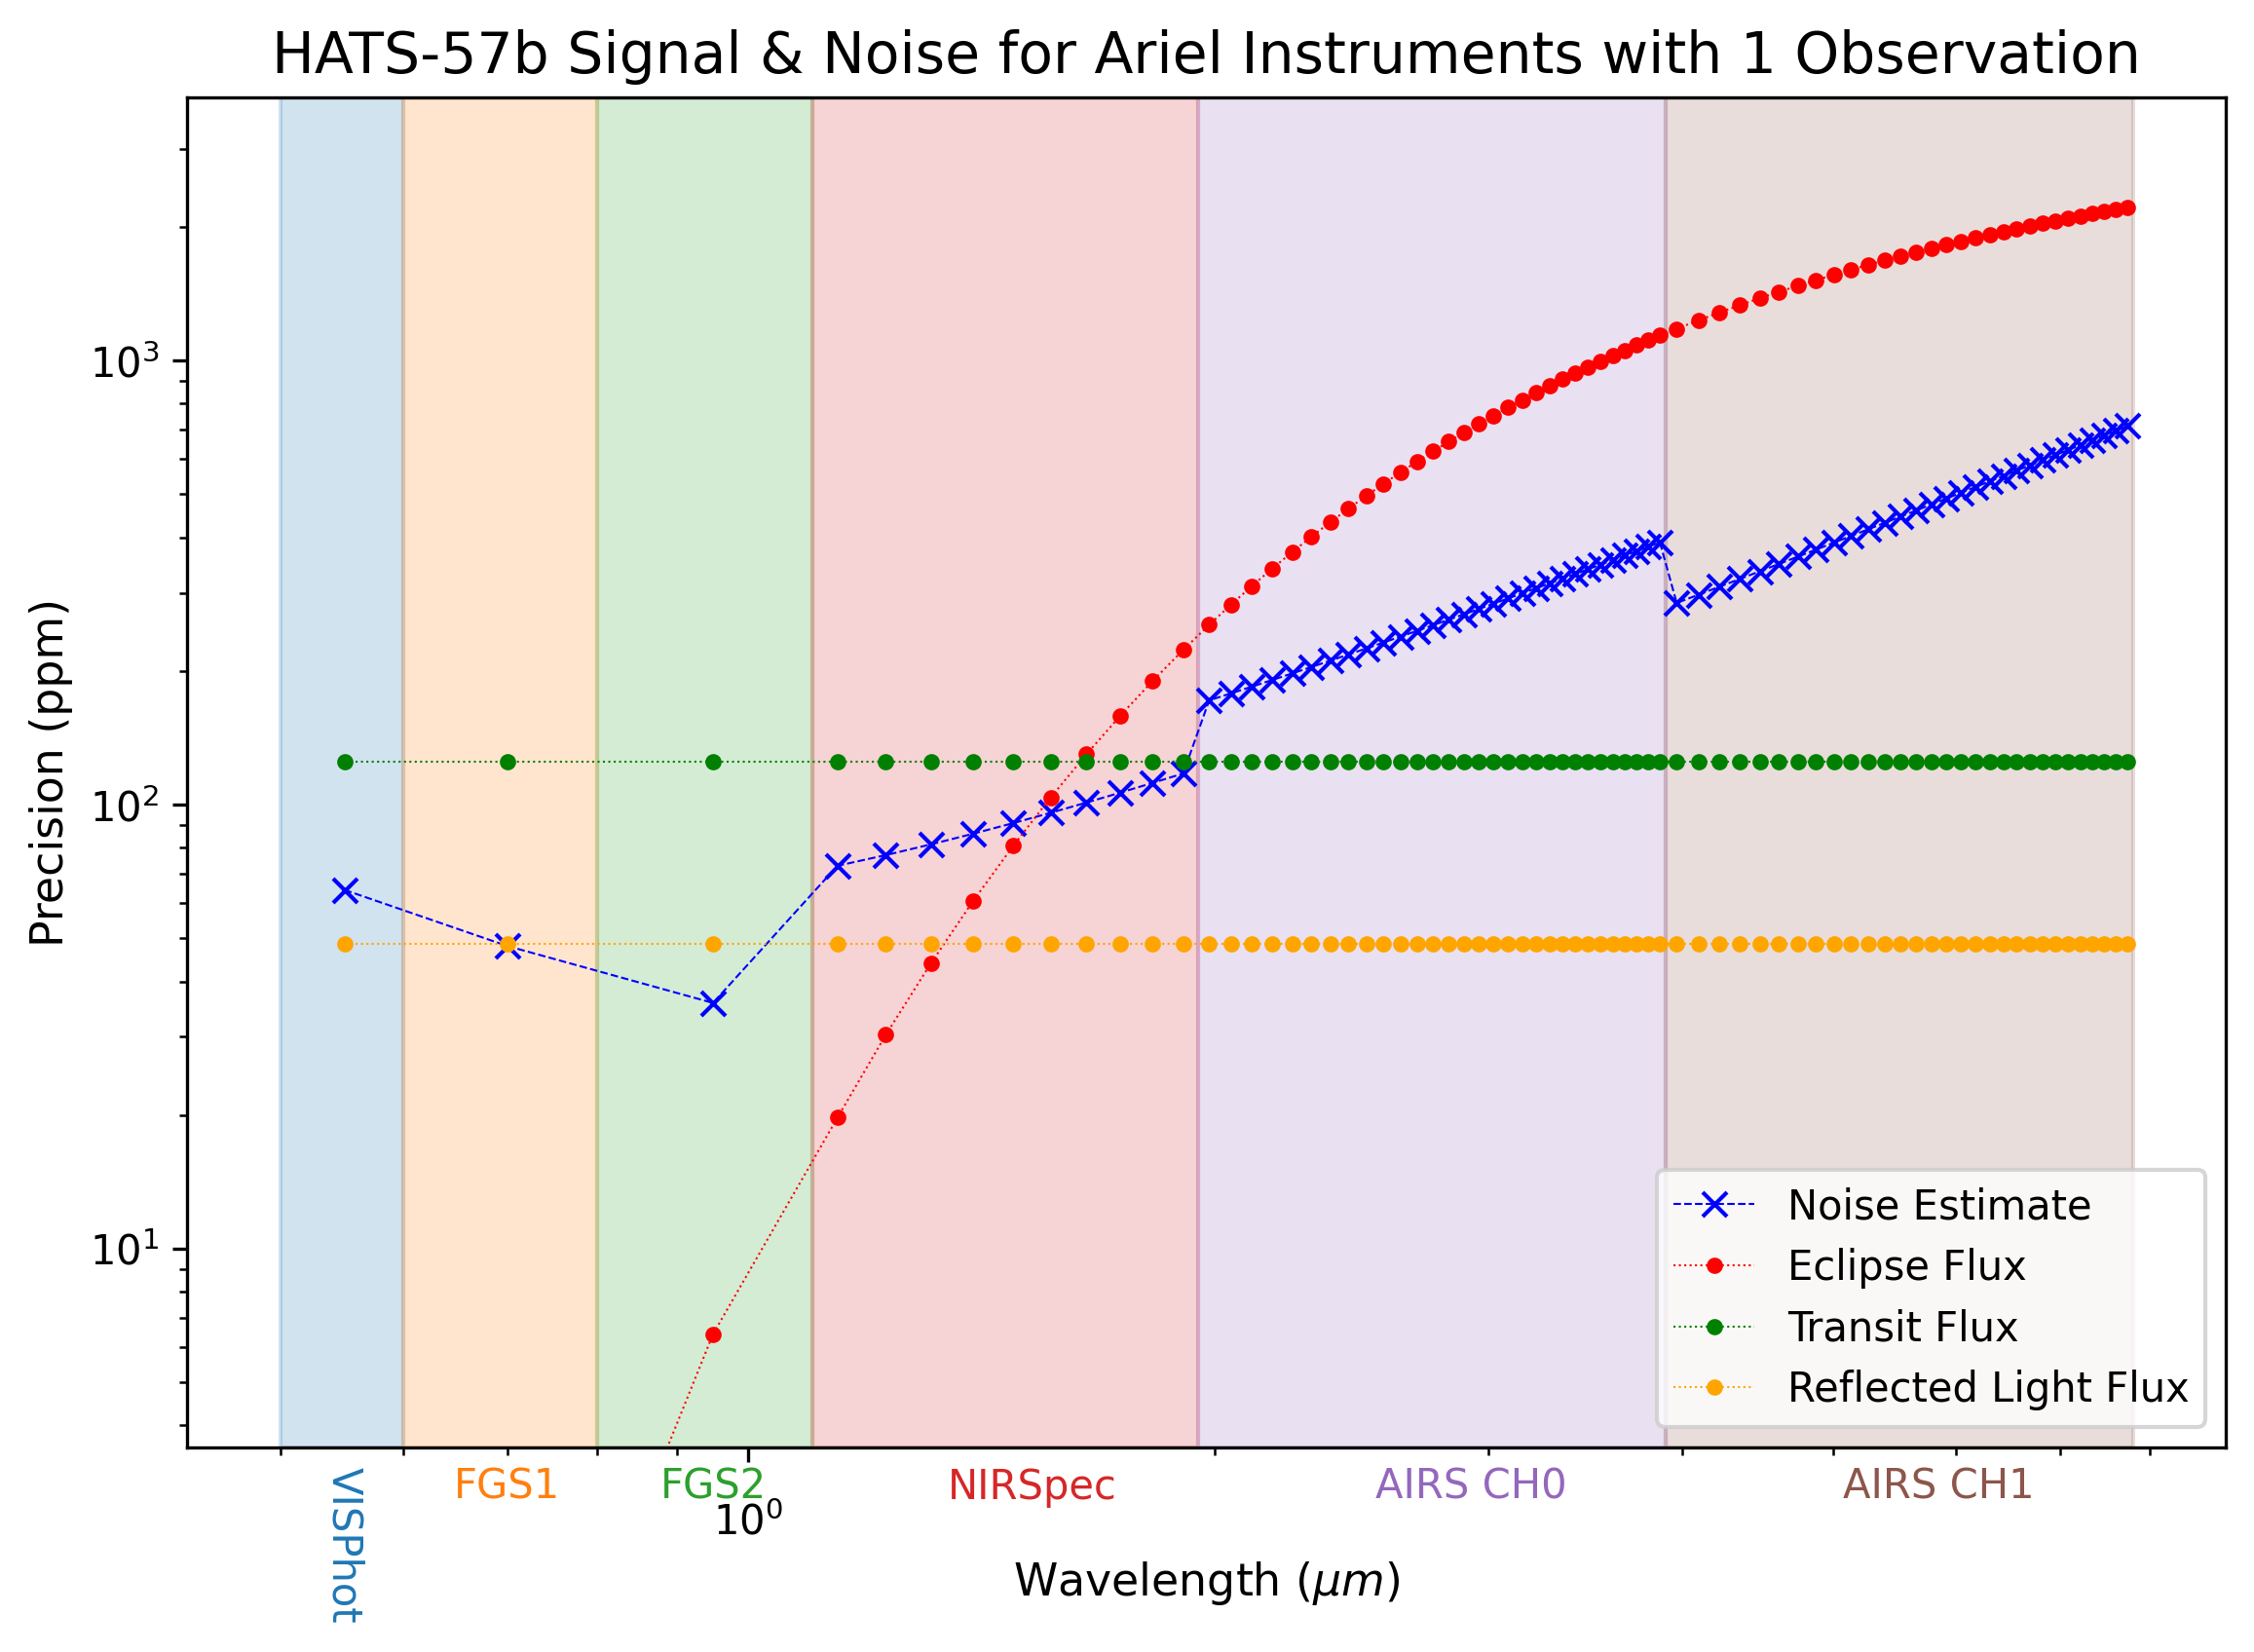 HATS-57b Signal & Noise for Ariel Instruments with 1 Observation
Precision (ppm)
10³
10²
10¹
Noise Estimate
Eclipse Flux
Transit Flux
Reflected Light Flux
VISPhot
FGS1
FGS2
NIRSpec
AIRS CH0
AIRS CH1
10⁰
Wavelength (μm)